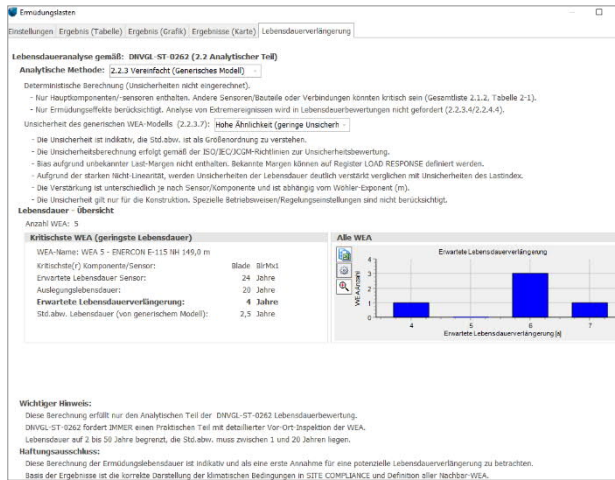 Ermüdungslasten
Einstellungen Ergebnis (Tabelle) Ergebnis (Grafik) Ergebnisse (Karte) Lebensdauerverlängerung
Lebensdaueranalyse gemäß: DNVGL-ST-0262 (2.2 Analytischer Teil)
Analytische Methode: 2.2.3 Vereinfacht (Generisches Modell)
Deterministische Berechnung (Unsicherheiten nicht eingerechnet).
- Nur Hauptkomponenten/-sensoren enthalten. Andere Sensoren/Bauteile oder Verbindungen könnten kritisch sein (Gesamtliste 2.1.2, Tabelle 2-1).
- Nur Ermüdungseffekte berücksichtigt. Analyse von Extremereignissen wird in Lebensdauerbewertungen nicht gefordert (2.2.3.4/2.2.4.4).
Unsicherheit des generischen WEA-Modells (2.2.3.7): Hohe Ähnlichkeit (geringe Unsicherh
- Die Unsicherheit ist indikativ, die Std.abw. ist als Größenordnung zu verstehen.
- Die Unsicherheitsberechnung erfolgt gemäß der ISO/IEC/JCGM-Richtlinien zur Unsicherheitsbewertung.
- Bias aufgrund unbekannter Last-Margen nicht enthalten. Bekannte Margen können auf Register LOAD RESPONSE definiert werden.
- Aufgrund der starken Nicht-Linearität, werden Unsicherheiten der Lebensdauer deutlich verstärkt verglichen mit Unsicherheiten des Lastindex.
- Die Verstärkung ist unterschiedlich je nach Sensor/Komponente und ist abhängig vom Wöhler-Exponent (m).
- Die Unsicherheit gilt nur für die Konstruktion. Spezielle Betriebsweisen/Regelungseinstellungen sind nicht berücksichtigt.
Lebensdauer - Übersicht
Anzahl WEA: 5
Kritischste WEA (geringste Lebensdauer)
WEA-Name: WEA 5 - ENERCON E-115 NH 149,0 m
Kritischste(r) Komponente/Sensor: Blade BlRMx1
Erwartete Lebensdauer Sensor: 24 Jahre
Auslegungslebensdauer: 20 Jahre
Erwartete Lebensdauerverlängerung: 4 Jahre
Std.abw. Lebensdauer (von generischem Modell): 2,5 Jahre
Alle WEA
Erwartete Lebensdauerverlängerung
WEA Anzahl
4
3
2
1
0
4 5 6 7
Erwartete Lebensdauerverlängerung [a]
Wichtiger Hinweis:
Diese Berechnung erfüllt nur den Analytischen Teil der DNVGL-ST-0262 Lebensdauerbewertung.
DNVGL-ST-0262 fordert IMMER einen Praktischen Teil mit detaillierter Vor-Ort-Inspektion der WEA.
Lebensdauer auf 2 bis 50 Jahre begrenzt, die Std.abw. muss zwischen 1 und 20 Jahren liegen.
Haftungsausschluss:
Diese Berechnung der Ermüdungslebensdauer ist indikativ und als eine erste Annahme für eine potenzielle Lebensdauerverlängerung zu betrachten.
Basis der Ergebnisse ist die korrekte Darstellung der klimatischen Bedingungen in SITE COMPLIANCE und Definition aller Nachbar-WEA.